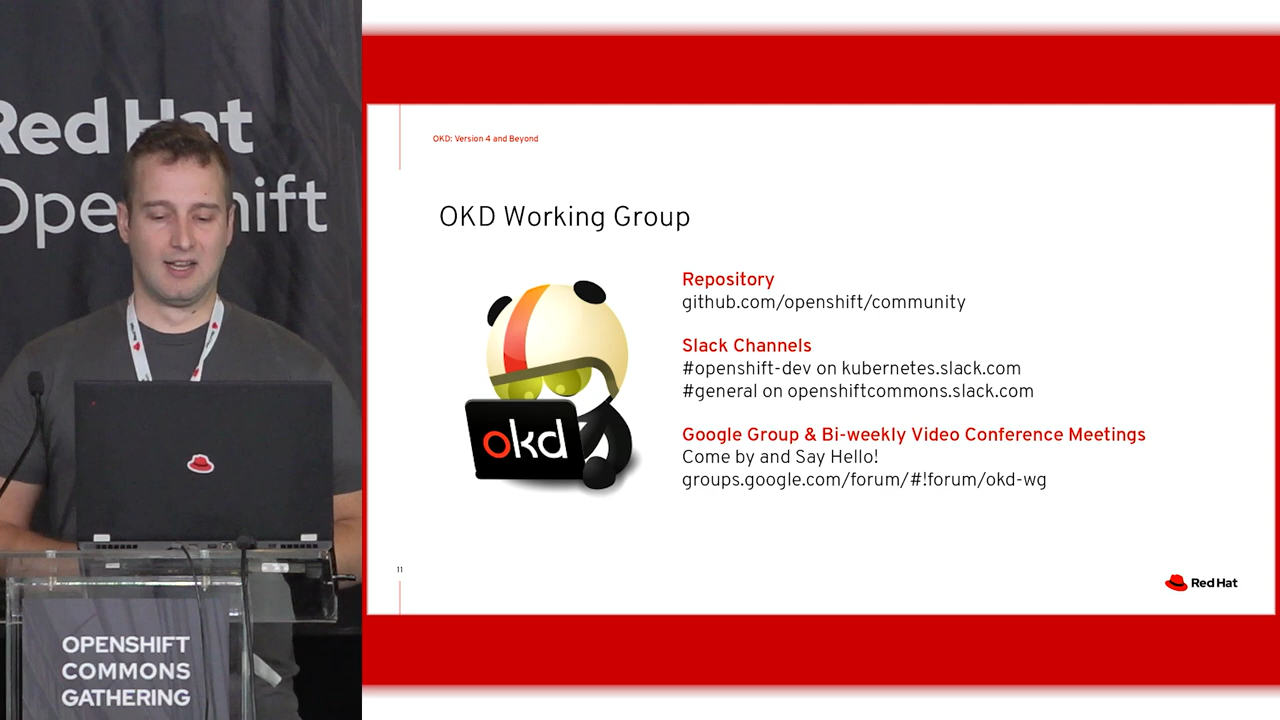 Red Hat
OpenShift
OPENSHIFT
COMMONS
GATHERING
OKD: Version 4 and Beyond
OKD Working Group
okd
Repository
github.com/openshift/community
Slack Channels
#openshift-dev on kubernetes.slack.com
#general on openshiftcommons.slack.com
Google Group & Bi-weekly Video Conference Meetings
Come by and Say Hello!
groups.google.com/forum/#!forum/okd-wg
11
Red Hat